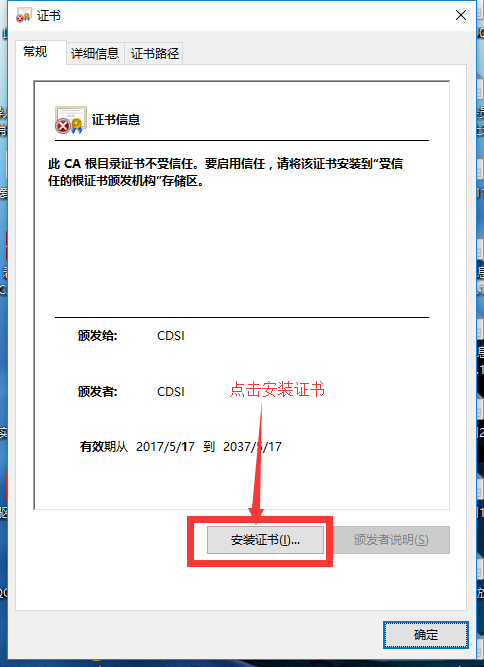 证书
常规 详细信息 证书路径
证书信息
此 CA 根目录证书不受信任。要启用信任，请将该证书安装到“受信
任的根证书颁发机构”存储区。
颁发给: CDSI
颁发者: CDSI
点击安装证书
有效期从 2017/5/17 到 2037/5/17
安装证书(I)... 颁发者说明(S)
确定